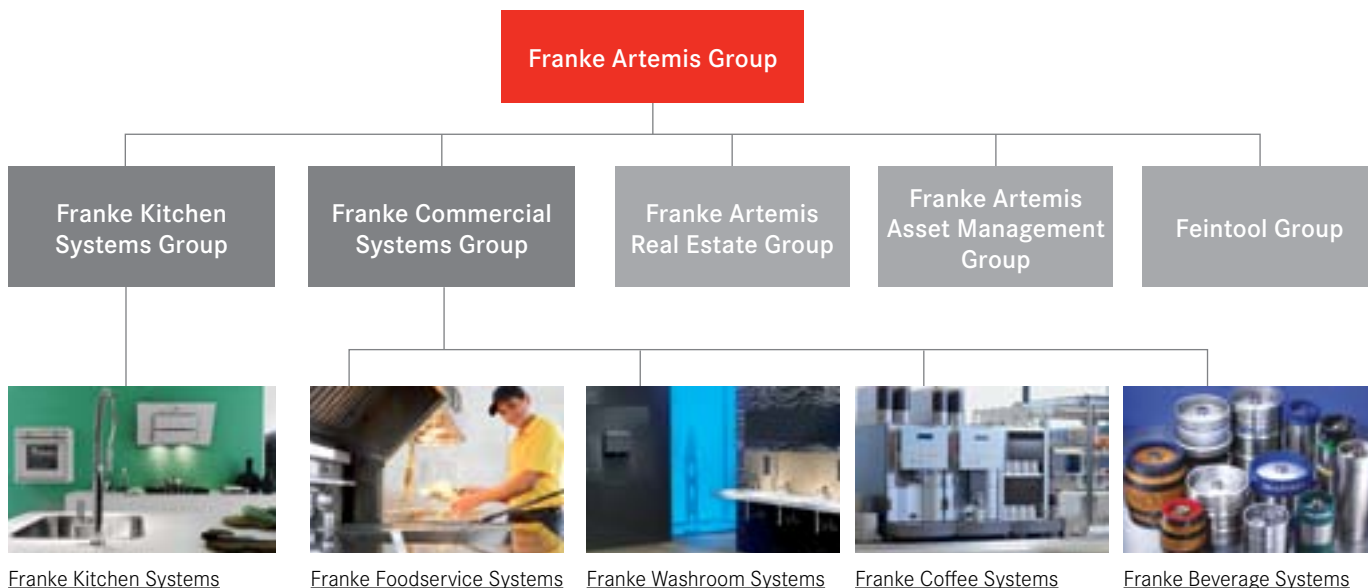 Franke Artemis Group
Franke Kitchen
Systems Group
Franke Commercial
Systems Group
Franke Artemis
Real Estate Group
Franke Artemis
Asset Management
Group
Feintool Group
Franke Kitchen Systems
Franke Foodservice Systems
Franke Washroom Systems
Franke Coffee Systems
Franke Beverage Systems